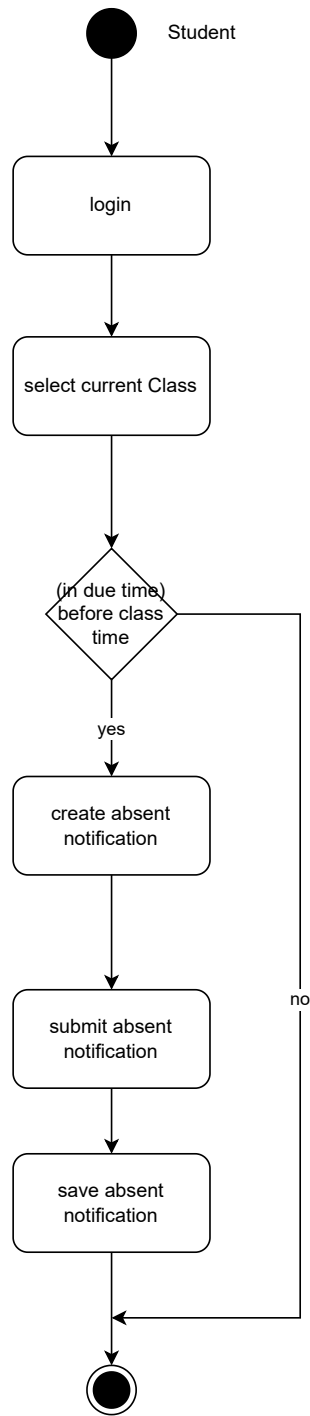 Student
login
select current Class
(in due time)
before class
time
yes
create absent
notification
no
submit absent
notification
save absent
notification